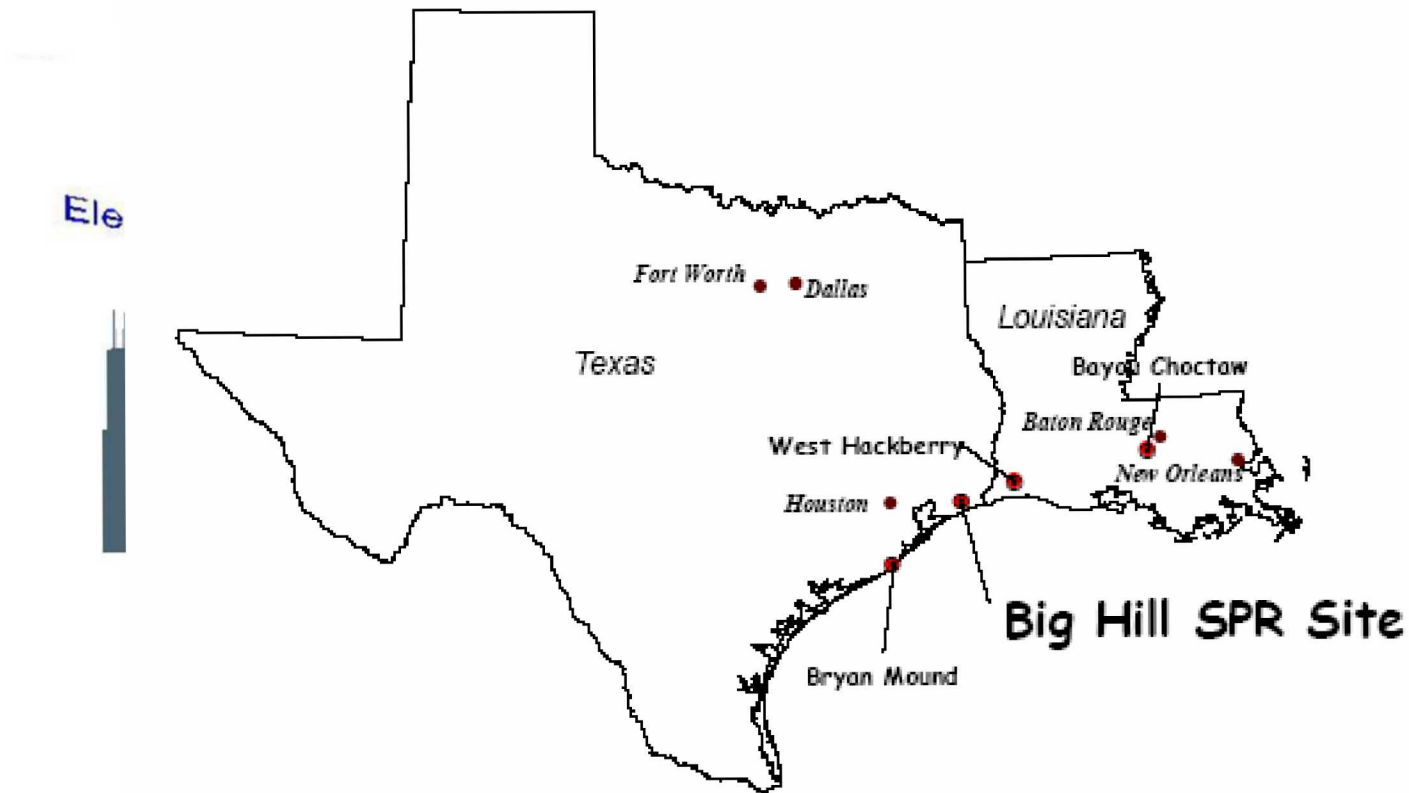 Ele
Fort Worth
Dallas
Louisiana
Texas
Bayou Choctaw
Baton Rouge
West Hackberry
New Orleans
Houston
Big Hill SPR Site
Bryan Mound